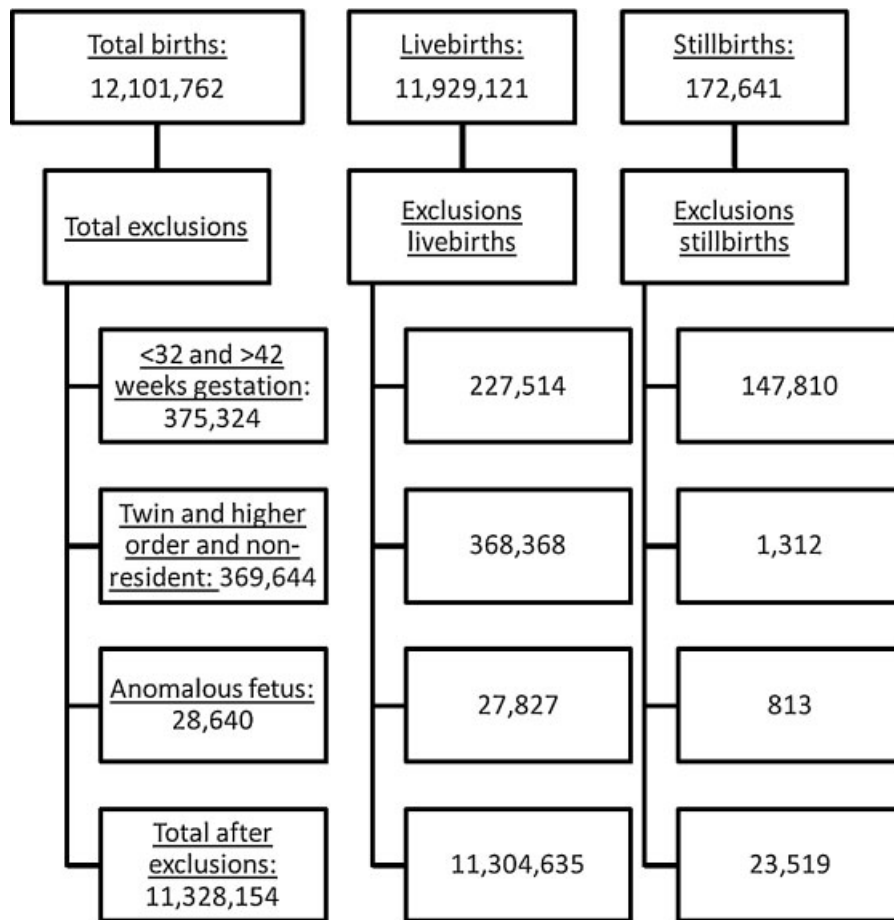 Total births:
12,101,762
Livebirths:
11,929,121
Stillbirths:
172,641
Total exclusions
Exclusions
livebirths
Exclusions
stillbirths
<32 and >42
weeks gestation:
375,324
227,514
147,810
Twin and higher
order and non-
resident: 369,644
368,368
1,312
Anomalous fetus:
28,640
27,827
813
Total after
exclusions:
11,328,154
11,304,635
23,519